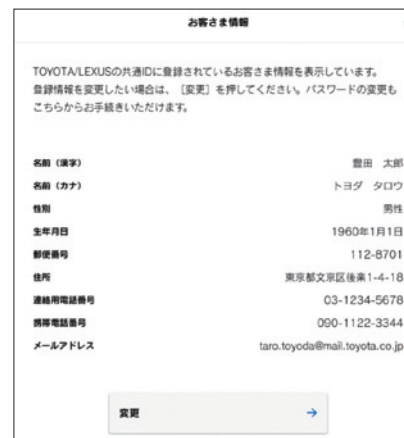 お客さま情報
TOYOTA/LEXUSの共通IDに登録されているお客さま情報を表示しています。
登録情報を変更したい場合は、［変更］を押してください。パスワードの変更も
こちらからお手続きいただけます。
名前（漢字） 豊田 太郎
名前（カナ） トヨダ タロウ
性別 男性
生年月日 1960年1月1日
郵便番号 112-8701
住所 東京都文京区後楽1-4-18
連絡用電話番号 03-1234-5678
携帯電話番号 090-1122-3344
メールアドレス taro.toyoda@mail.toyota.co.jp
変更